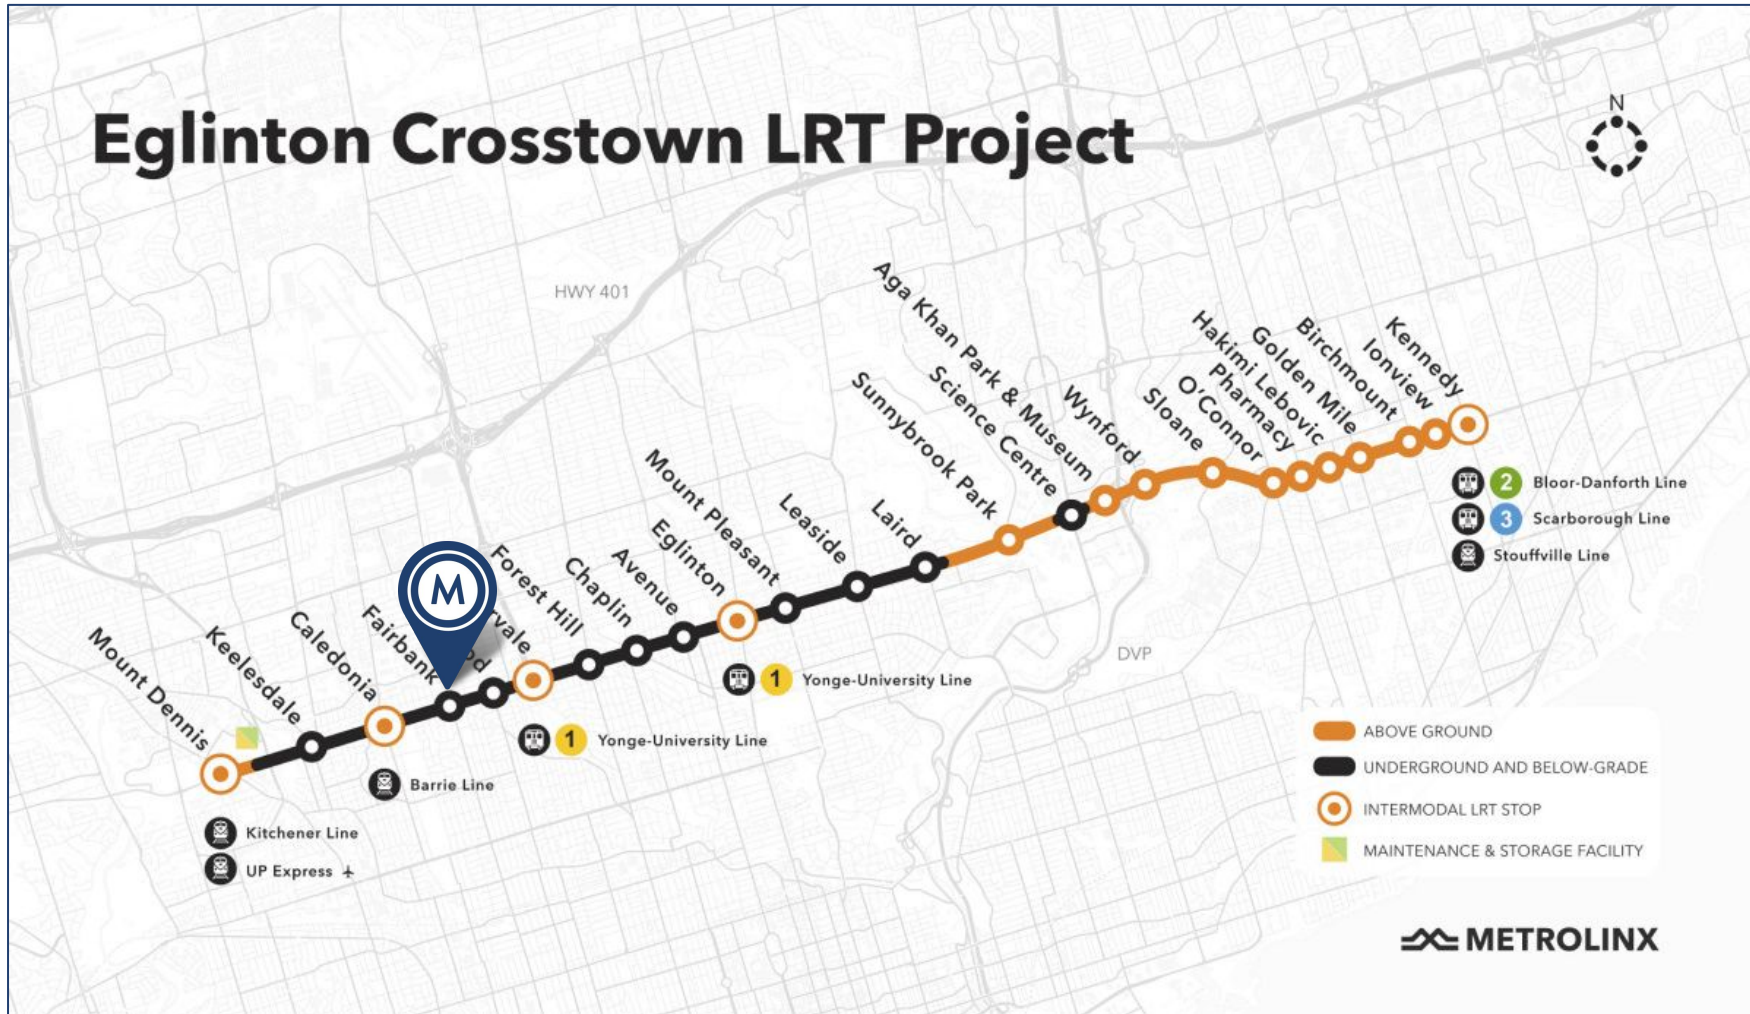 Eglinton Crosstown LRT Project
N
HWY 401
DVP
Mount Dennis
Keelesdale
Caledonia
Fairbank
Forest Hill
Chaplin
Avenue
Eglinton
Mount Pleasant
Leaside
Laird
Sunnybrook Park
Science Centre
Aga Khan Park & Museum
Wynford
Sloane
O'Connor
Pharmacy
Hakimi Lebovic
Golden Mile
Birchmount
Ionview
Kennedy
M
2 Bloor-Danforth Line
3 Scarborough Line
Stouffville Line
1 Yonge-University Line
1 Yonge-University Line
Barrie Line
Kitchener Line
UP Express
ABOVE GROUND
UNDERGROUND AND BELOW-GRADE
INTERMODAL LRT STOP
MAINTENANCE & STORAGE FACILITY
METROLINX